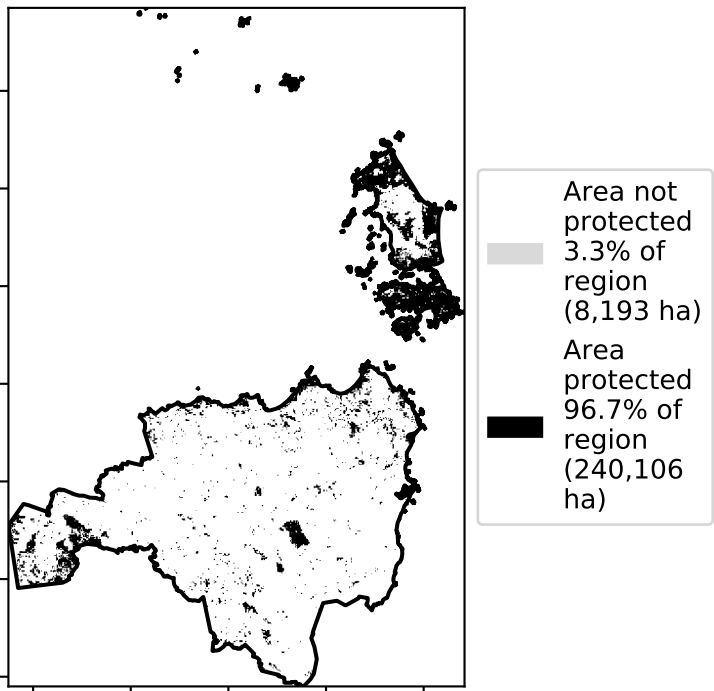 Area not
protected
3.3% of
region
(8,193 ha)
Area
protected
96.7% of
region
(240,106
ha)